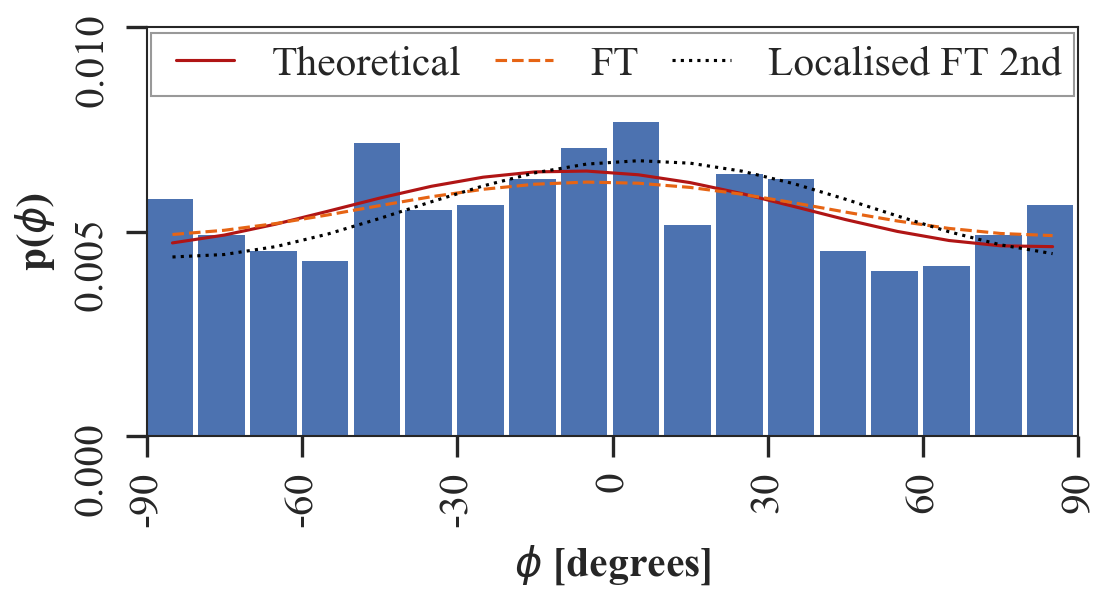 Theoretical FT Localised FT 2nd
0.010
0.005
0.000
p(ϕ)
-90 -60 -30 0 30 60 90
ϕ [degrees]